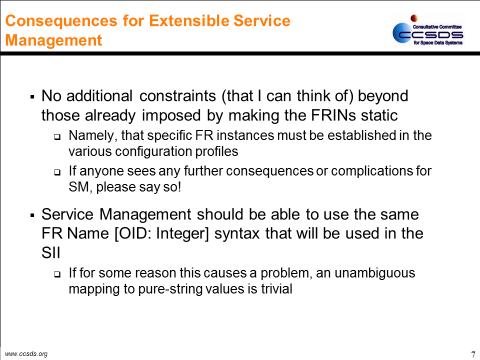 Consequences for Extensible Service
Management
Consultative Committee
CCSDS
for Space Data Systems
▪ No additional constraints (that I can think of) beyond
those already imposed by making the FRINs static
❑ Namely, that specific FR instances must be established in the
various configuration profiles
❑ If anyone sees any further consequences or complications for
SM, please say so!
▪ Service Management should be able to use the same
FR Name [OID: Integer] syntax that will be used in the
SII
❑ If for some reason this causes a problem, an unambiguous
mapping to pure-string values is trivial
www.ccsds.org
7